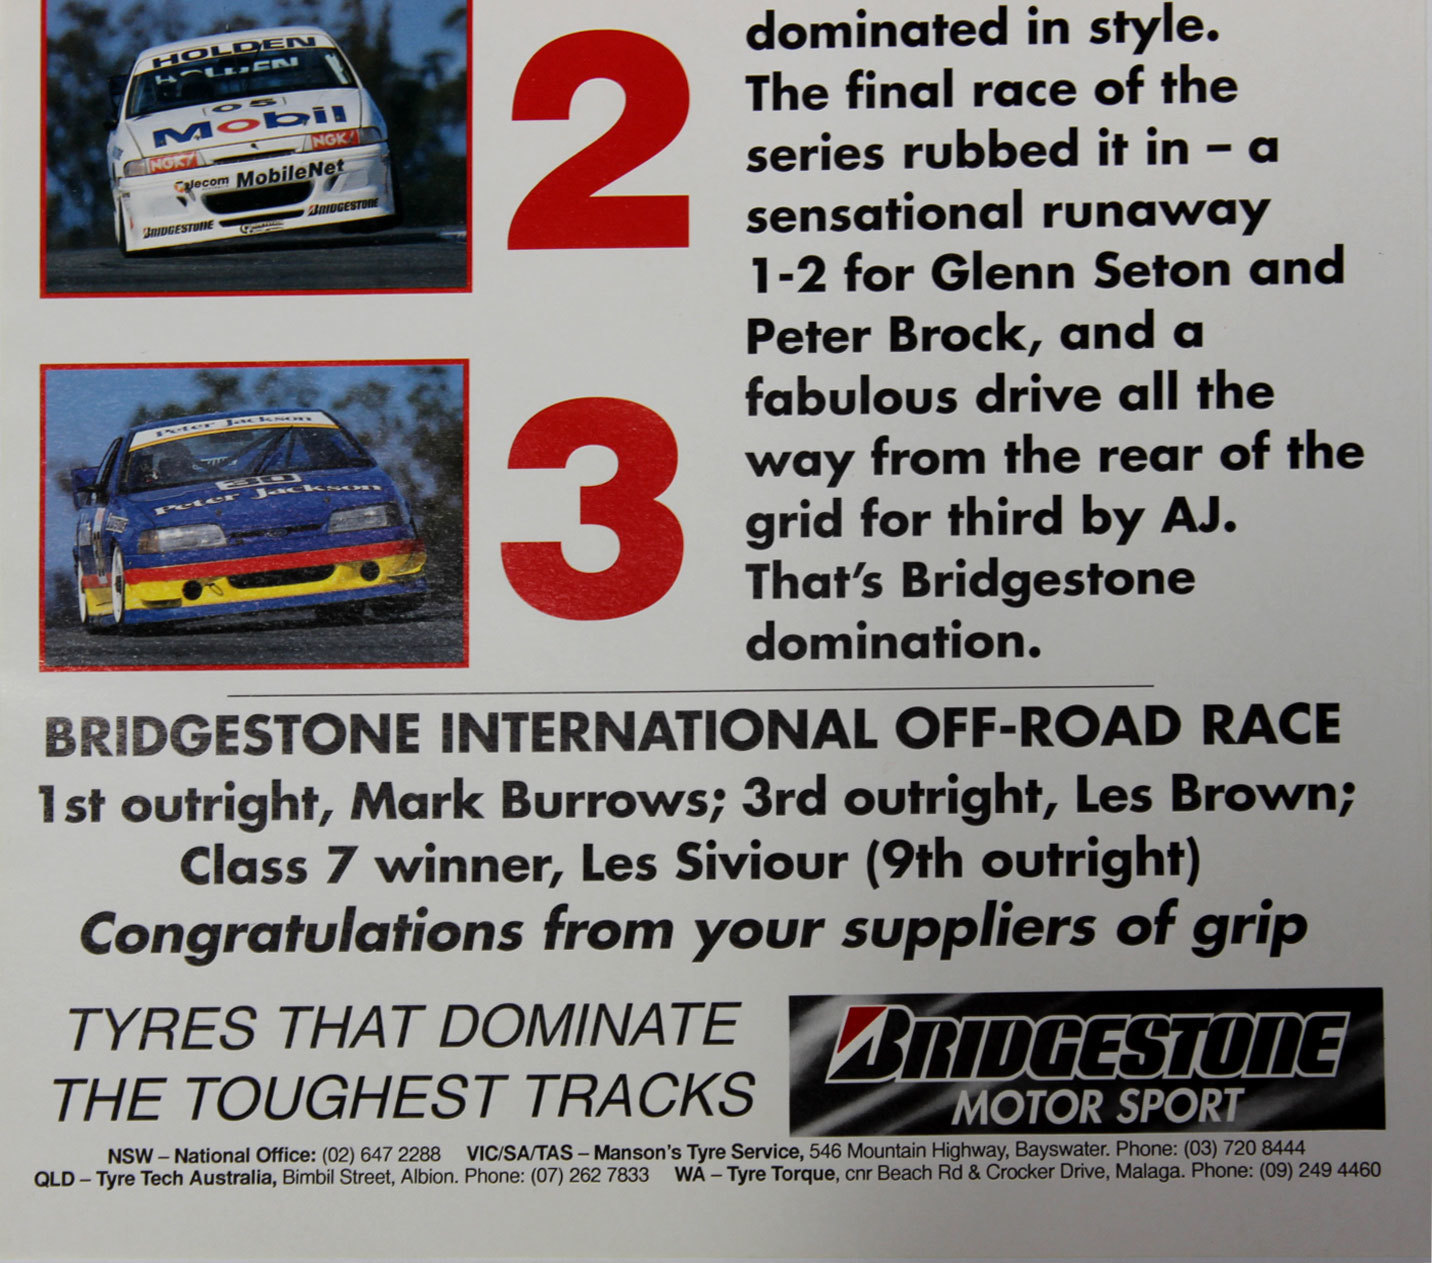 HOLDEN
HOLDEN
05
Mobil
NGK
NGK
Telecom MobileNet
BRIDGESTONE
BRIDGESTONE
2
Peter Jackson
30
Peter Jackson
3
dominated in style.
The final race of the
series rubbed it in – a
sensational runaway
1-2 for Glenn Seton and
Peter Brock, and a
fabulous drive all the
way from the rear of the
grid for third by AJ.
That's Bridgestone
domination.
BRIDGESTONE INTERNATIONAL OFF-ROAD RACE
1st outright, Mark Burrows; 3rd outright, Les Brown;
Class 7 winner, Les Siviour (9th outright)
Congratulations from your suppliers of grip
TYRES THAT DOMINATE
THE TOUGHEST TRACKS
BRIDGESTONE
MOTOR SPORT
NSW – National Office: (02) 647 2288 VIC/SA/TAS – Manson's Tyre Service, 546 Mountain Highway, Bayswater. Phone: (03) 720 8444
QLD – Tyre Tech Australia, Bimbil Street, Albion. Phone: (07) 262 7833 WA – Tyre Torque, cnr Beach Rd & Crocker Drive, Malaga. Phone: (09) 249 4460